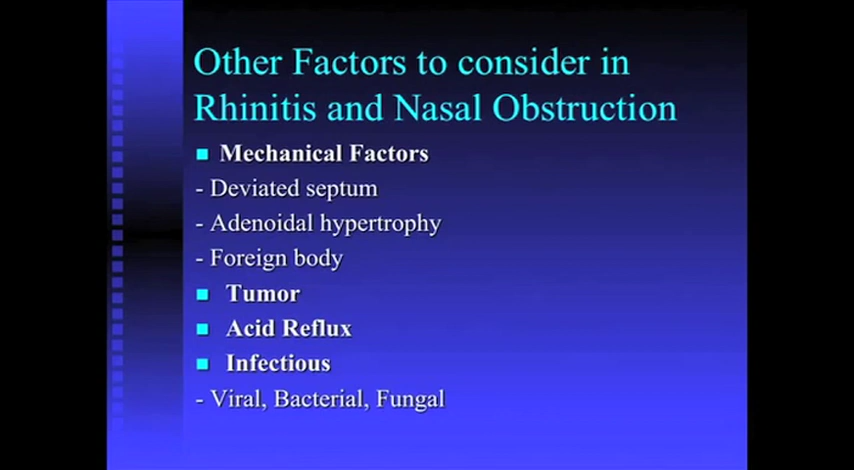 Other Factors to consider in
Rhinitis and Nasal Obstruction
Mechanical Factors
- Deviated septum
- Adenoidal hypertrophy
- Foreign body
Tumor
Acid Reflux
Infectious
- Viral, Bacterial, Fungal